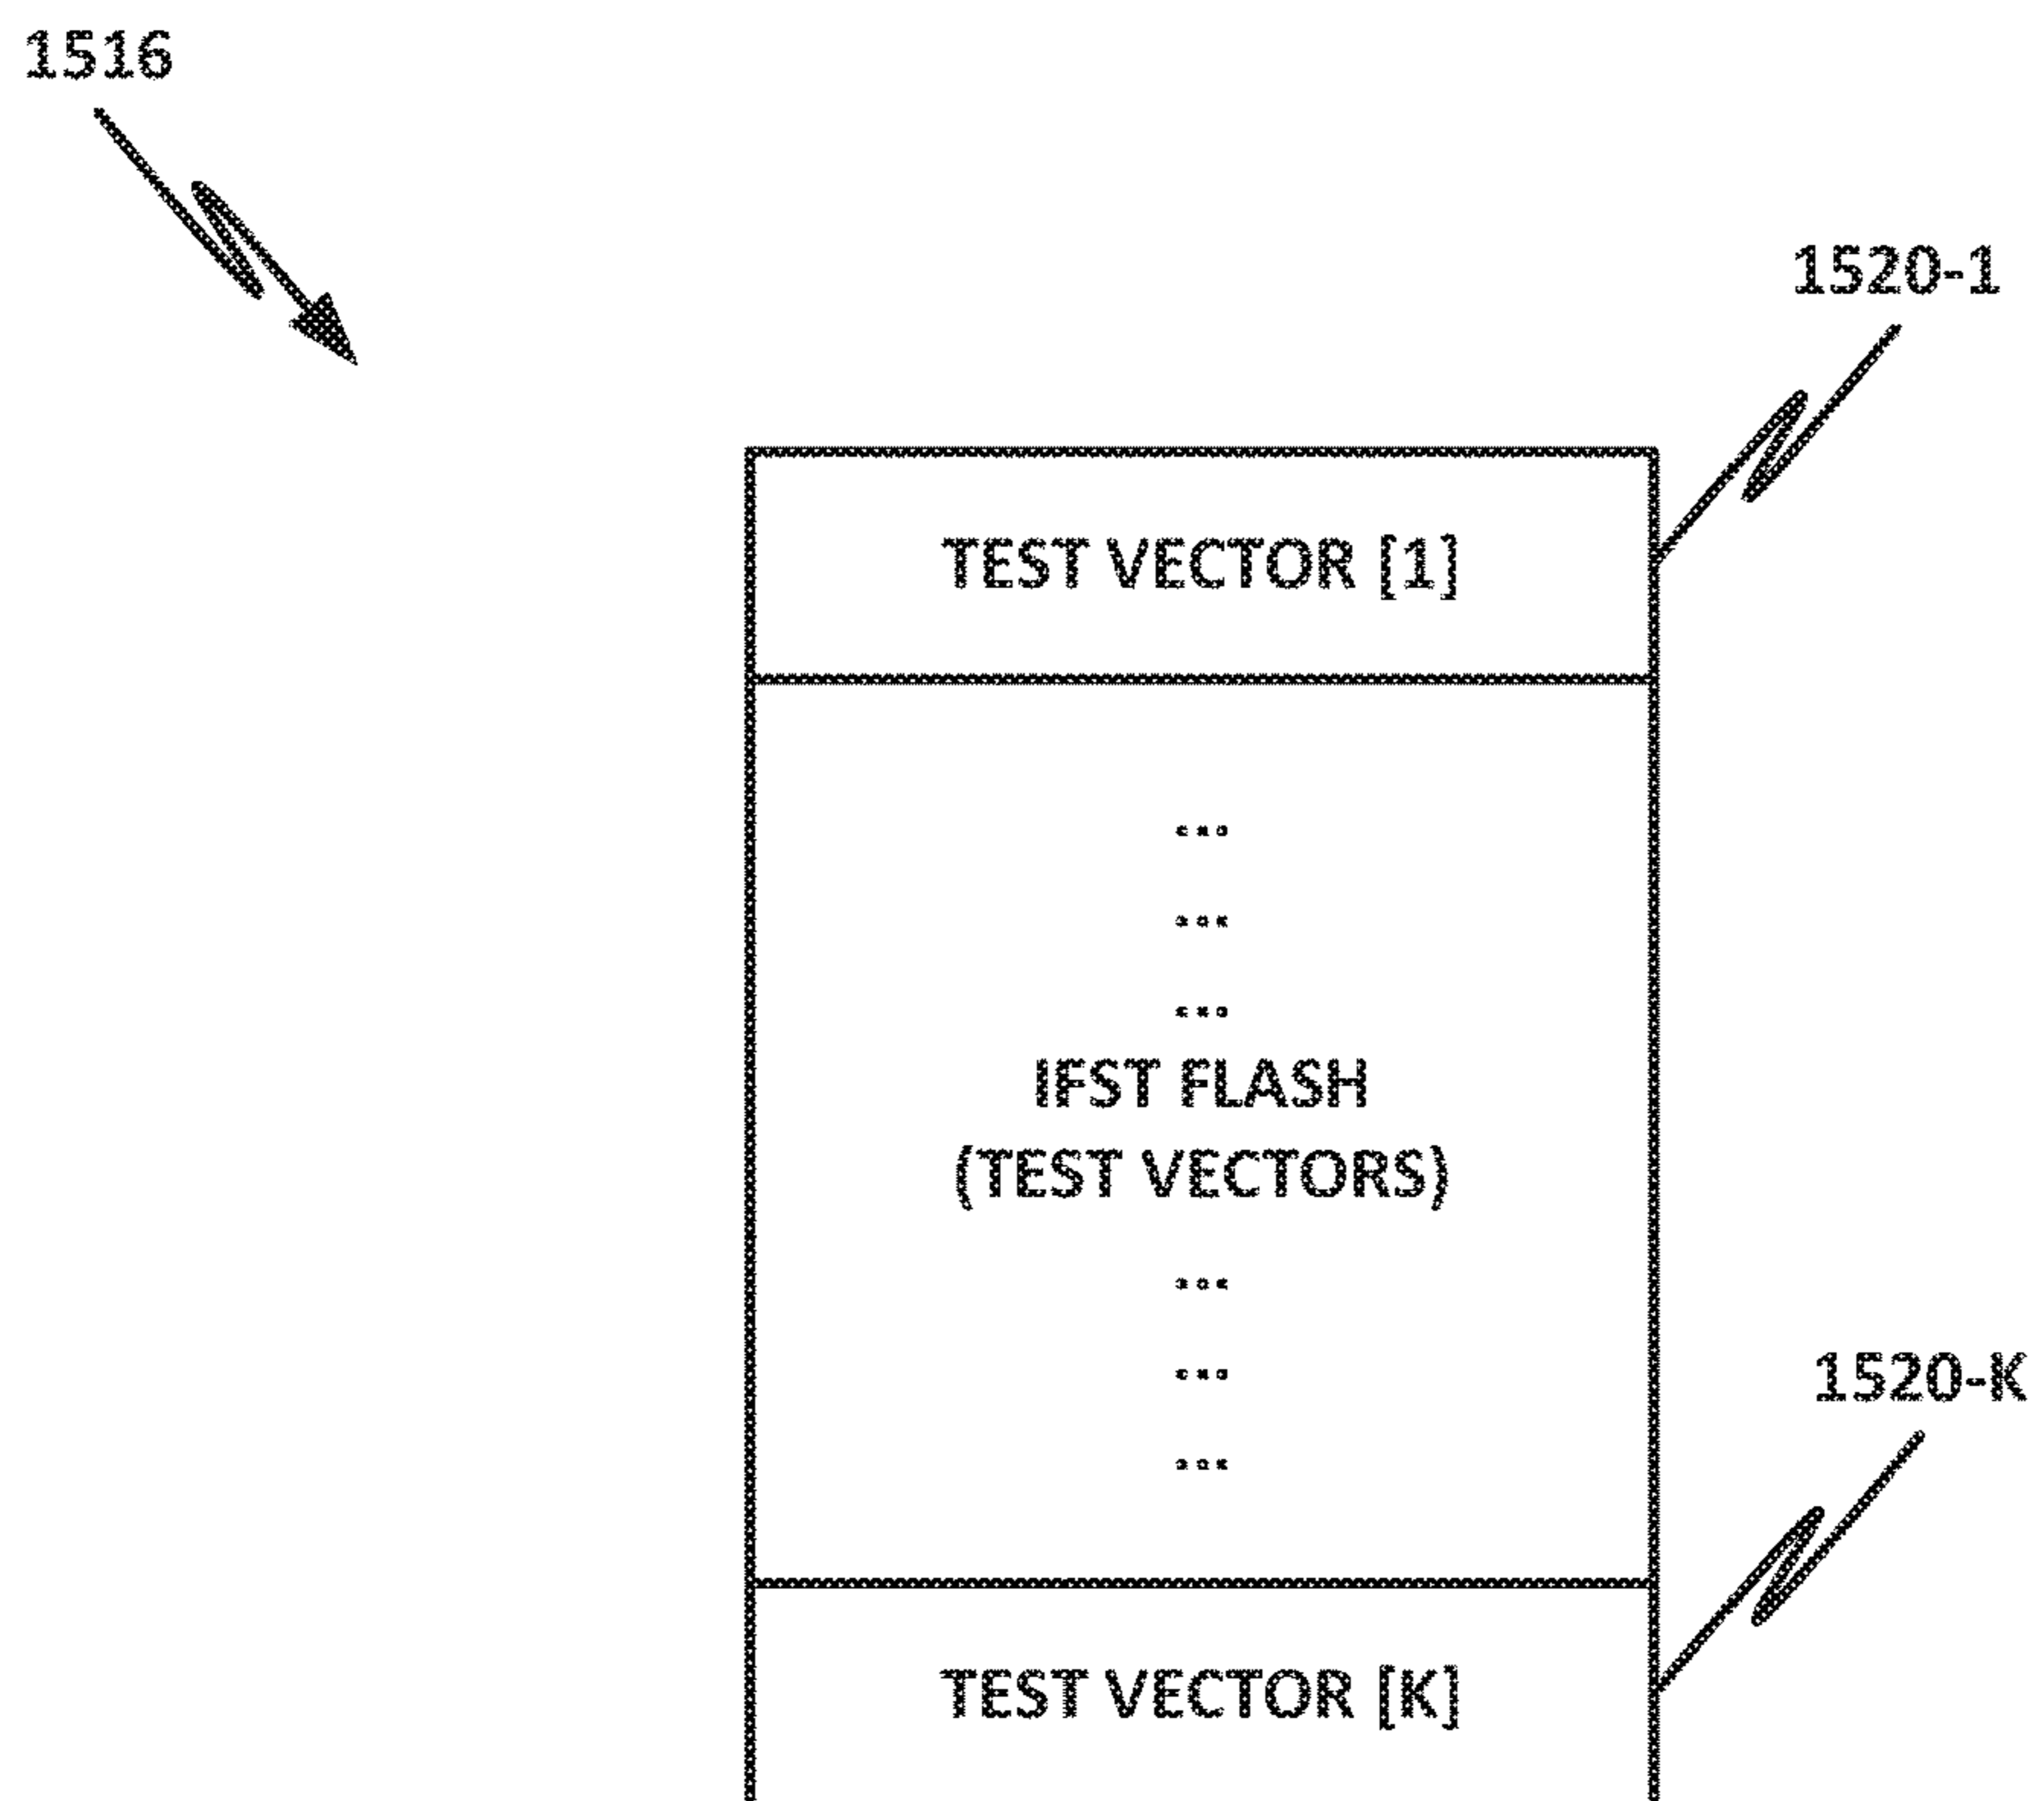 1516
1520-1
TEST VECTOR [1]
...
...
...
IFST FLASH
(TEST VECTORS)
...
...
...
1520-K
TEST VECTOR [K]